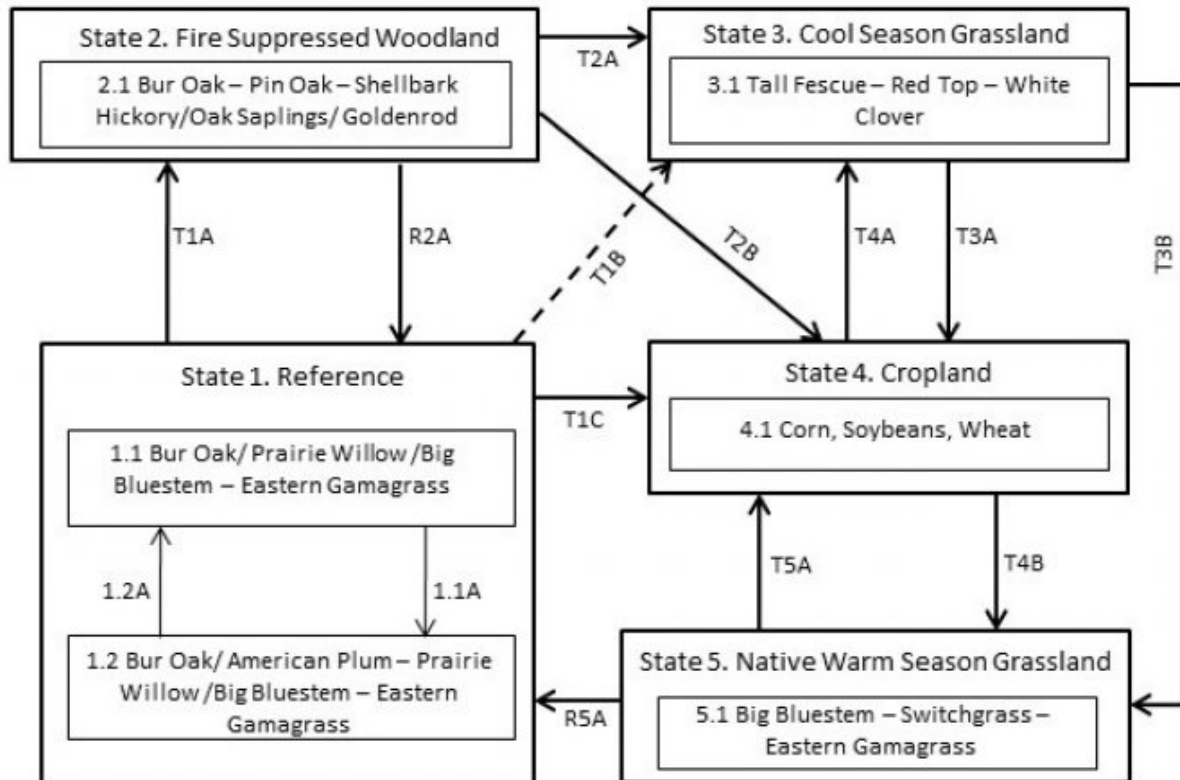 State 2. Fire Suppressed Woodland
2.1 Bur Oak – Pin Oak – Shellbark
Hickory/Oak Saplings/ Goldenrod
T2A
State 3. Cool Season Grassland
3.1 Tall Fescue – Red Top – White
Clover
T1A
R2A
T1B
T2B
T4A
T3A
T3B
State 1. Reference
1.1 Bur Oak/ Prairie Willow /Big
Bluestem – Eastern Gamagrass
1.2A
1.1A
1.2 Bur Oak/ American Plum – Prairie
Willow /Big Bluestem – Eastern
Gamagrass
T1C
State 4. Cropland
4.1 Corn, Soybeans, Wheat
T5A
T4B
R5A
State 5. Native Warm Season Grassland
5.1 Big Bluestem – Switchgrass –
Eastern Gamagrass